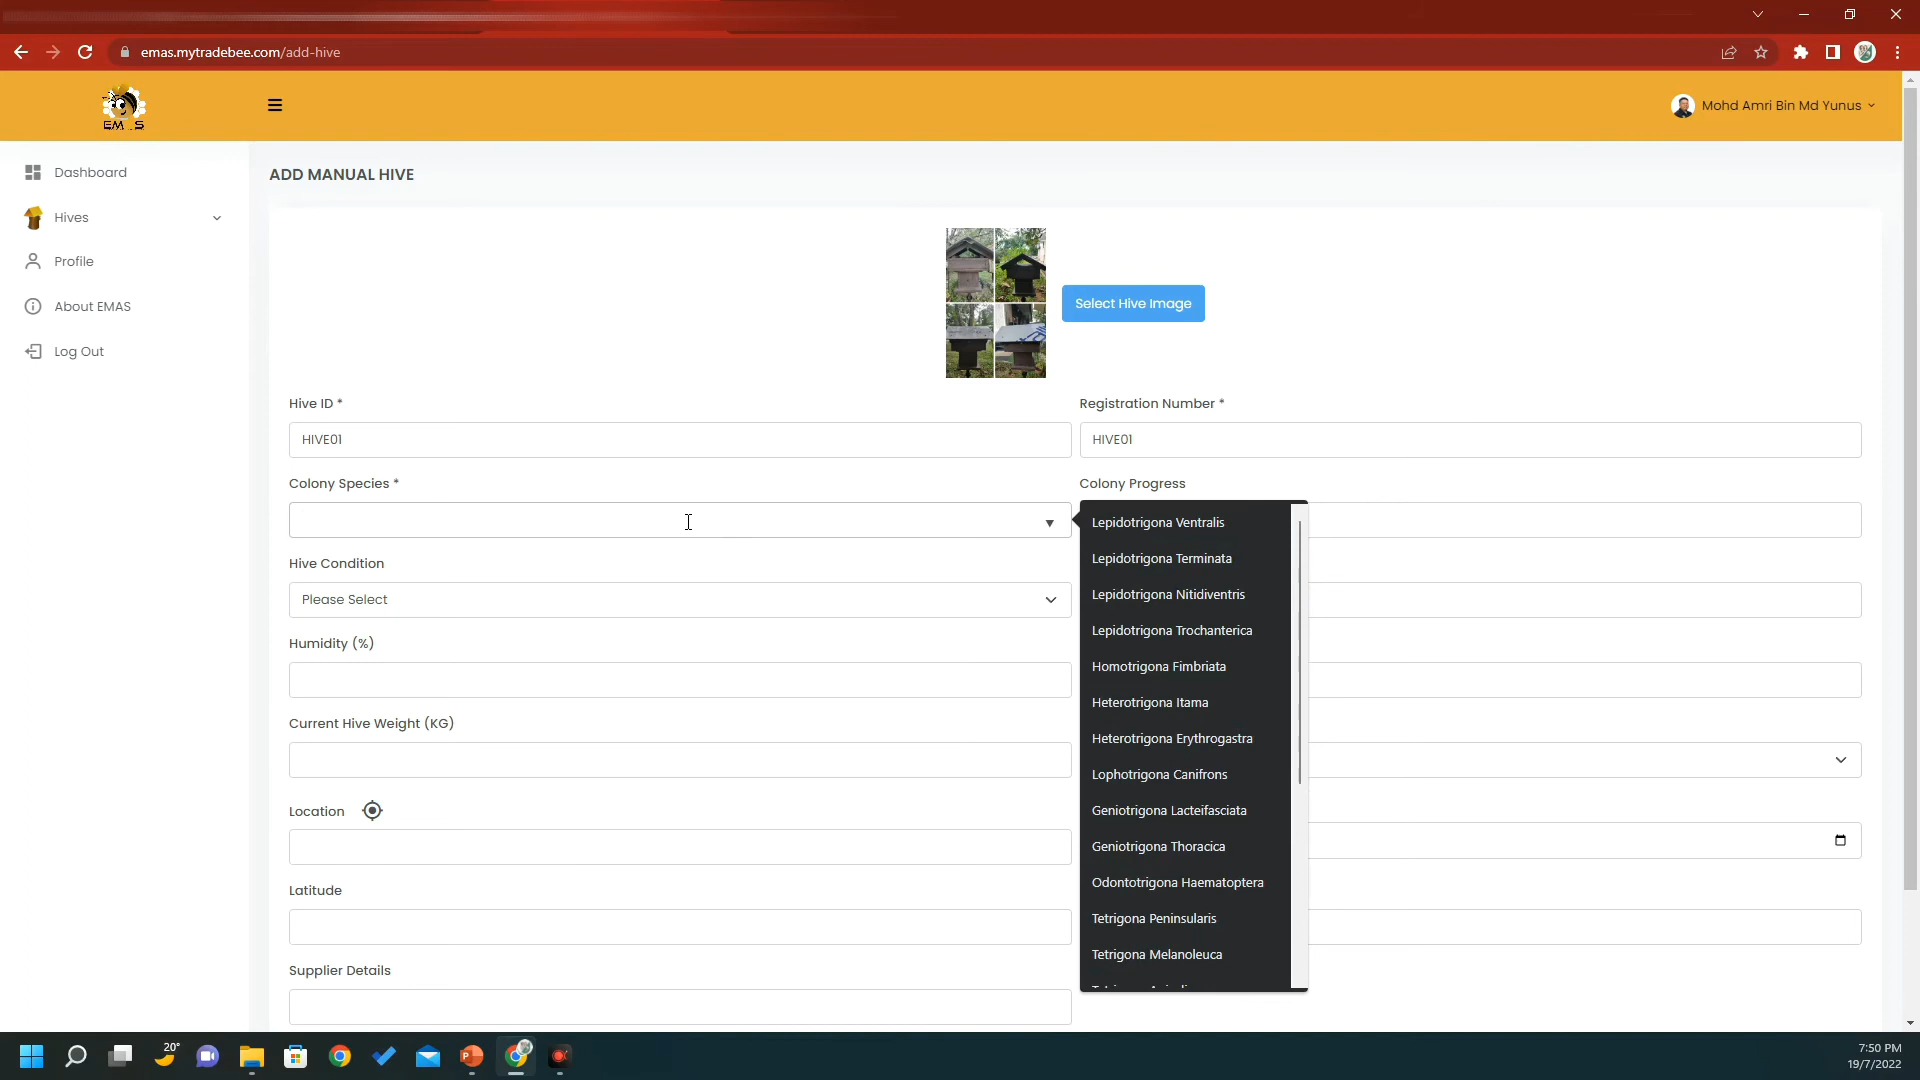 emas.mytradebee.com/add-hive
Mohd Amri Bin Md Yunus
Dashboard
Hives
Profile
About EMAS
Log Out
ADD MANUAL HIVE
Select Hive Image
Hive ID *
Registration Number *
HIVE01
HIVE01
Colony Species *
Colony Progress
Lepidotrigona Ventralis
Lepidotrigona Terminata
Lepidotrigona Nitidiventris
Lepidotrigona Trochanterica
Homotrigona Fimbriata
Heterotrigona Itama
Heterotrigona Erythrogastra
Lophotrigona Canifrons
Geniotrigona Lacteifasciata
Geniotrigona Thoracica
Odontotrigona Haematoptera
Tetrigona Peninsularis
Tetrigona Melanoleuca
Hive Condition
Please Select
Humidity (%)
Current Hive Weight (KG)
Location
Latitude
Supplier Details
20°
7:50 PM
19/7/2022